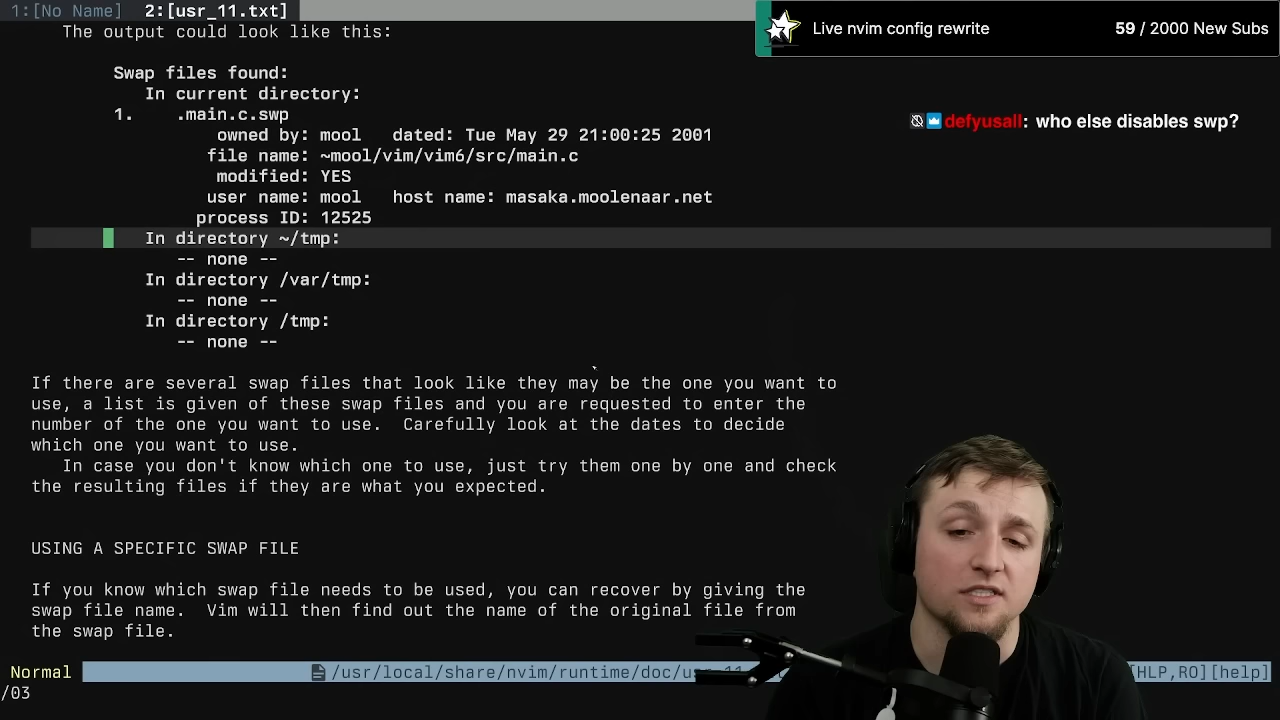 1:[No Name]  2:[usr_11.txt]
Live nvim config rewrite 59 / 2000 New Subs
The output could look like this:
defyusall: who else disables swp?
Swap files found:
In current directory:
1. .main.c.swp
owned by: mool dated: Tue May 29 21:00:25 2001
file name: ~mool/vim/vim6/src/main.c
modified: YES
user name: mool host name: masaka.moolenaar.net
process ID: 12525
In directory ~/tmp:
-- none --
In directory /var/tmp:
-- none --
In directory /tmp:
-- none --
If there are several swap files that look like they may be the one you want to
use, a list is given of these swap files and you are requested to enter the
number of the one you want to use. Carefully look at the dates to decide
which one you want to use.
In case you don't know which one to use, just try them one by one and check
the resulting files if they are what you expected.
USING A SPECIFIC SWAP FILE
If you know which swap file needs to be used, you can recover by giving the
swap file name. Vim will then find out the name of the original file from
the swap file.
Normal /usr/local/share/nvim/runtime/doc/usr_11 [HLP,RO][help]
/03